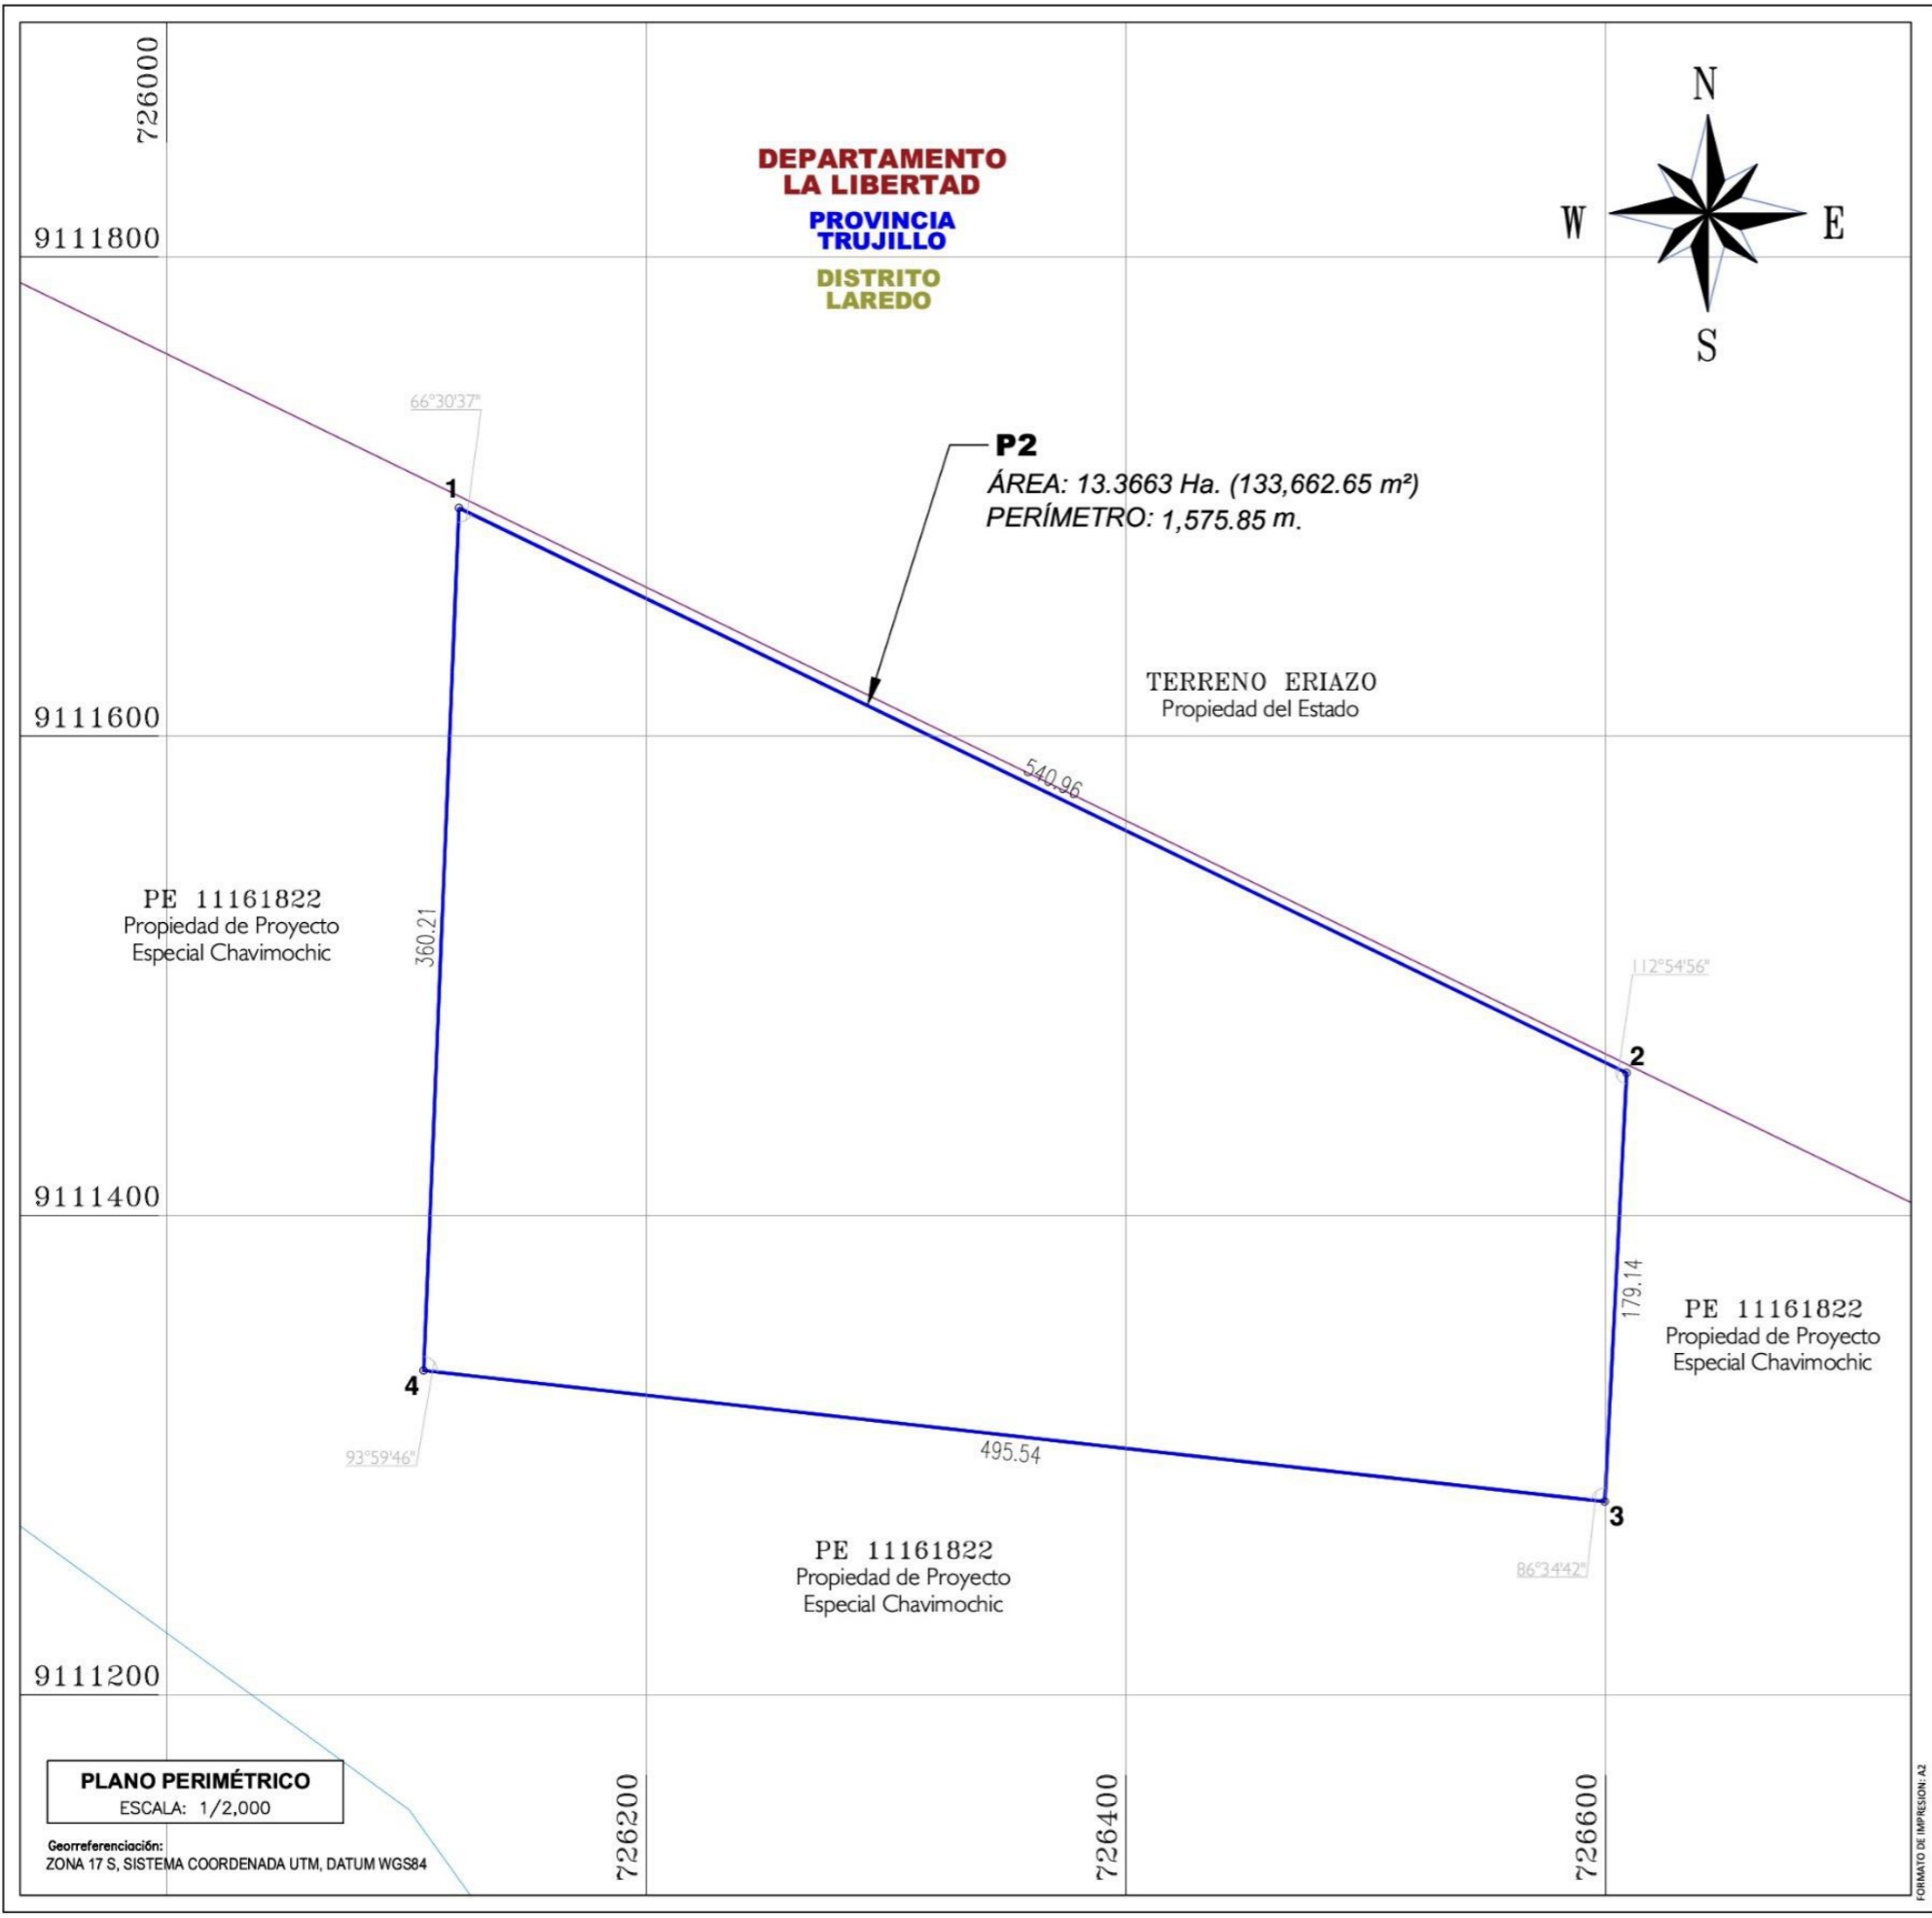 726000
N
DEPARTAMENTO
LA LIBERTAD
PROVINCIA
TRUJILLO
DISTRITO
LAREDO
W
E
S
9111800
66°30'37"
1
P2
ÁREA: 13.3663 Ha. (133,662.65 m²)
PERÍMETRO: 1,575.85 m.
TERRENO ERIAZO
Propiedad del Estado
9111600
540.96
PE 11161822
Propiedad de Proyecto
Especial Chavimochic
360.21
112°54'56"
2
9111400
179.14
PE 11161822
Propiedad de Proyecto
Especial Chavimochic
4
93°59'46"
495.54
3
86°34'42"
PE 11161822
Propiedad de Proyecto
Especial Chavimochic
9111200
PLANO PERIMÉTRICO
ESCALA: 1/2,000
Georreferenciación:
ZONA 17 S, SISTEMA COORDENADA UTM, DATUM WGS84
726200
726400
726600
FORMATO DE IMPRESION: A2